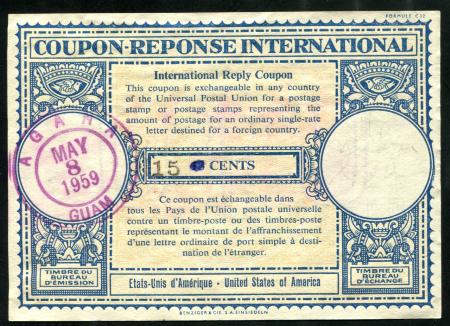 FORMULE C 22
COUPON-REPONSE INTERNATIONAL
International Reply Coupon
This coupon is exchangeable in any country
of the Universal Postal Union for a postage
stamp or postage stamps representing the
amount of postage for an ordinary single-rate
letter destined for a foreign country.
15 CENTS
Ce coupon est échangeable dans
tous les Pays de l'Union postale universelle
contre un timbre-poste ou des timbres-poste
représentant le montant de l'affranchissement
d'une lettre ordinaire de port simple à desti-
nation de l'étranger.
Etats-Unis d'Amérique - United States of America
AGANA
MAY
8
1959
GUAM
TIMBRE DU
BUREAU
D'ÉMISSION
TIMBRE DU
BUREAU
D'ÉCHANGE
BENZIGER & CIE. S.A. EINSIEDELN